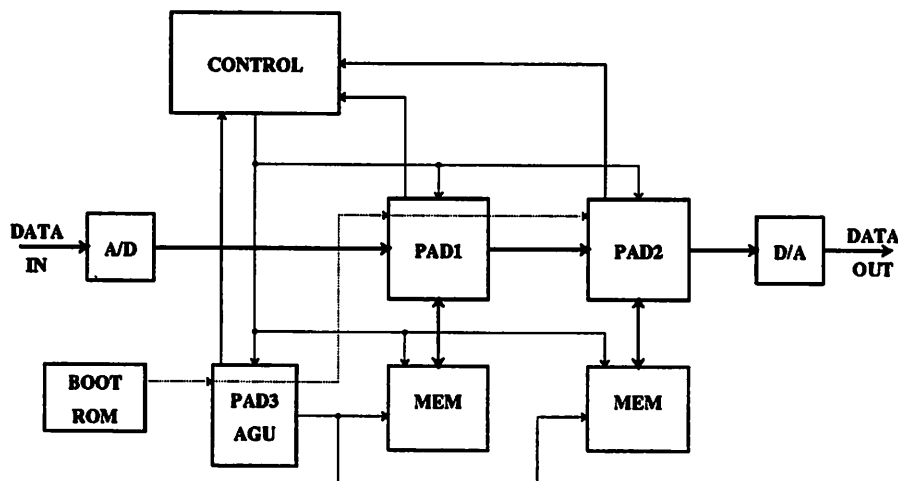 CONTROL
DATA
IN
A/D
PAD1
PAD2
D/A
DATA
OUT
BOOT
ROM
PAD3
AGU
MEM
MEM